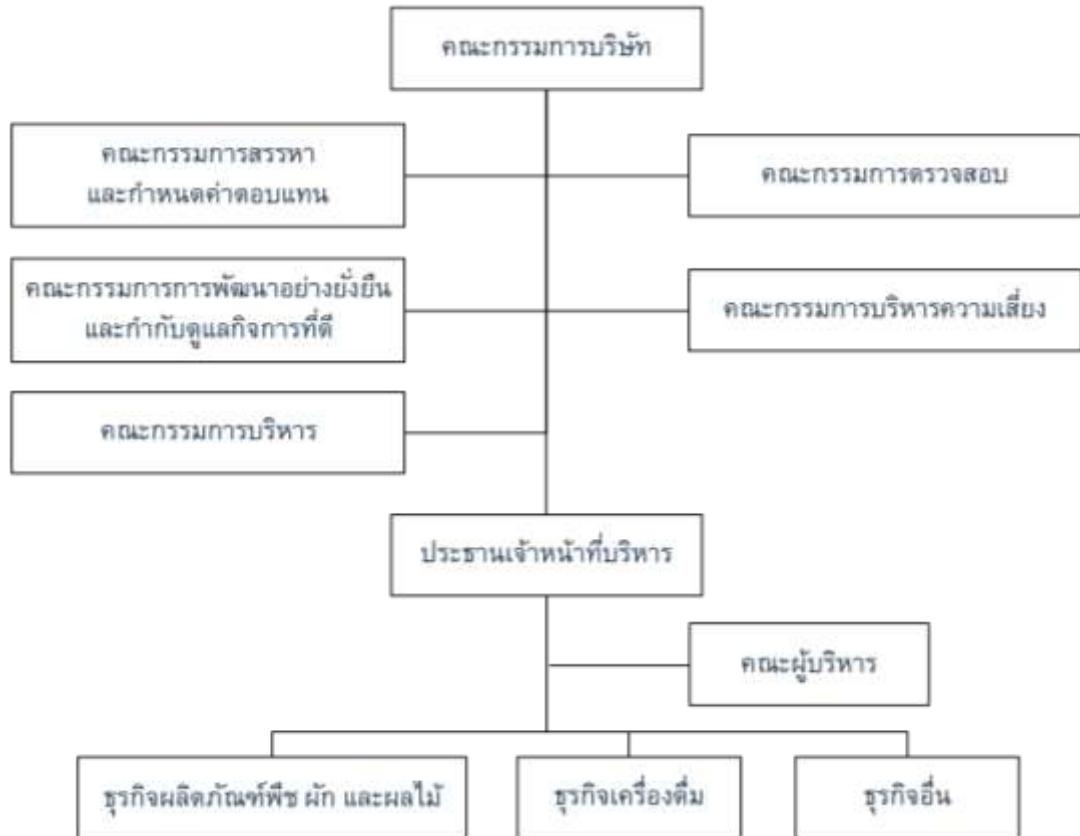 คณะกรรมการบริษัท
คณะกรรมการสรรหา
และกำหนดค่าตอบแทน
คณะกรรมการตรวจสอบ
คณะกรรมการการพัฒนาอย่างยั่งยืน
และกำกับดูแลกิจการที่ดี
คณะกรรมการบริหารความเสี่ยง
คณะกรรมการบริหาร
ประธานเจ้าหน้าที่บริหาร
คณะผู้บริหาร
ธุรกิจผลิตภัณฑ์พืช ผัก และผลไม้
ธุรกิจเครื่องดื่ม
ธุรกิจอื่น